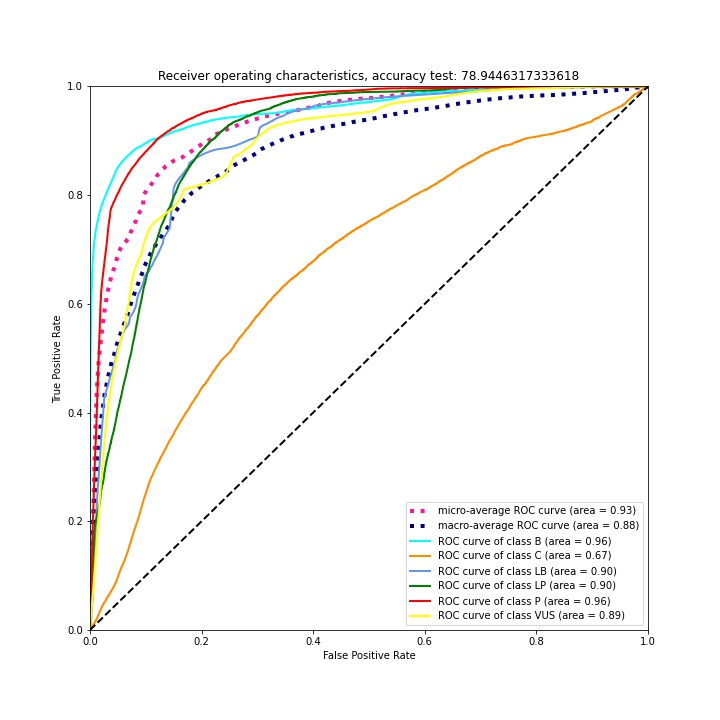 Receiver operating characteristics, accuracy test: 78.9446317333618
1.0
0.8
0.6
0.4
0.2
0.0
True Positive Rate
micro-average ROC curve (area = 0.93)
macro-average ROC curve (area = 0.88)
ROC curve of class B (area = 0.96)
ROC curve of class C (area = 0.67)
ROC curve of class LB (area = 0.90)
ROC curve of class LP (area = 0.90)
ROC curve of class P (area = 0.96)
ROC curve of class VUS (area = 0.89)
0.0 0.2 0.4 0.6 0.8 1.0
False Positive Rate